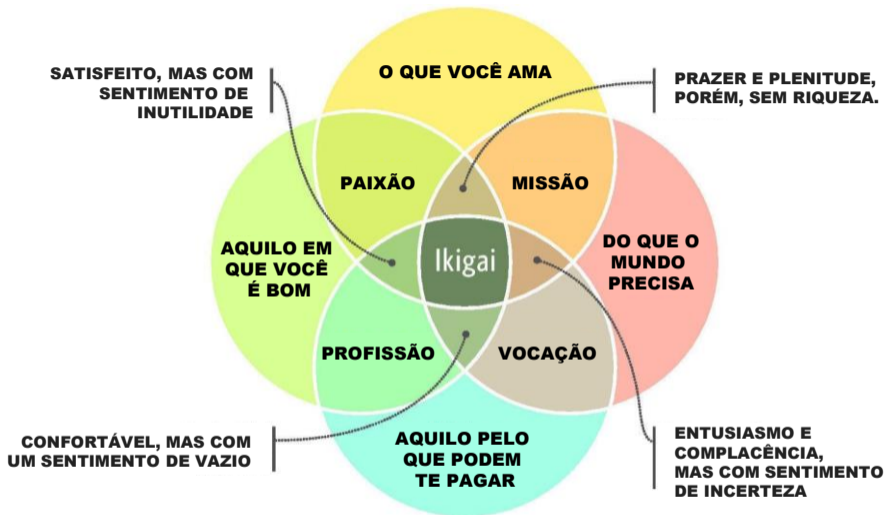 O QUE VOCÊ AMA
SATISFEITO, MAS COM
SENTIMENTO DE
INUTILIDADE
PRAZER E PLENITUDE,
PORÉM, SEM RIQUEZA.
PAIXÃO
MISSÃO
AQUILO EM
QUE VOCÊ
É BOM
Ikigai
DO QUE O
MUNDO
PRECISA
PROFISSÃO
VOCAÇÃO
CONFORTÁVEL, MAS COM
UM SENTIMENTO DE VAZIO
AQUILO PELO
QUE PODEM
TE PAGAR
ENTUSIASMO E
COMPLACÊNCIA,
MAS COM SENTIMENTO
DE INCERTEZA